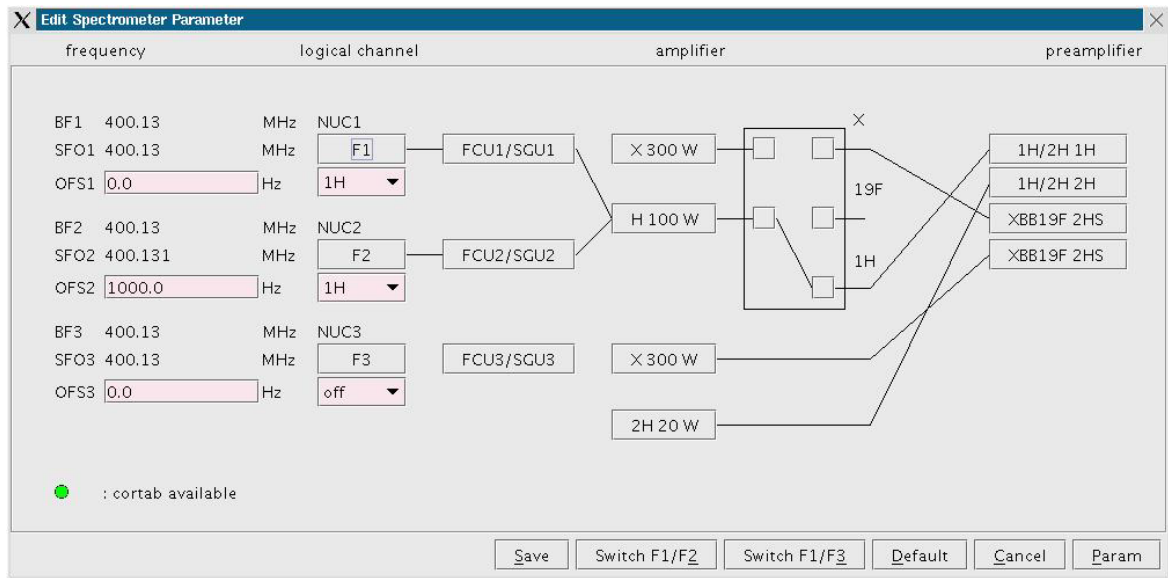 X Edit Spectrometer Parameter
frequency logical channel amplifier preamplifier
BF1 400.13 MHz NUC1 X
SFO1 400.13 MHz F1 FCU1/SGU1 X 300 W 1H/2H 1H
OFS1 0.0 Hz 1H 19F 1H/2H 2H
BF2 400.13 MHz NUC2 H 100 W XBB19F 2HS
SFO2 400.131 MHz F2 FCU2/SGU2 1H XBB19F 2HS
OFS2 1000.0 Hz 1H
BF3 400.13 MHz NUC3
SFO3 400.13 MHz F3 FCU3/SGU3 X 300 W
OFS3 0.0 Hz off
2H 20 W
: cortab available
Save Switch F1/F2 Switch F1/F3 Default Cancel Param